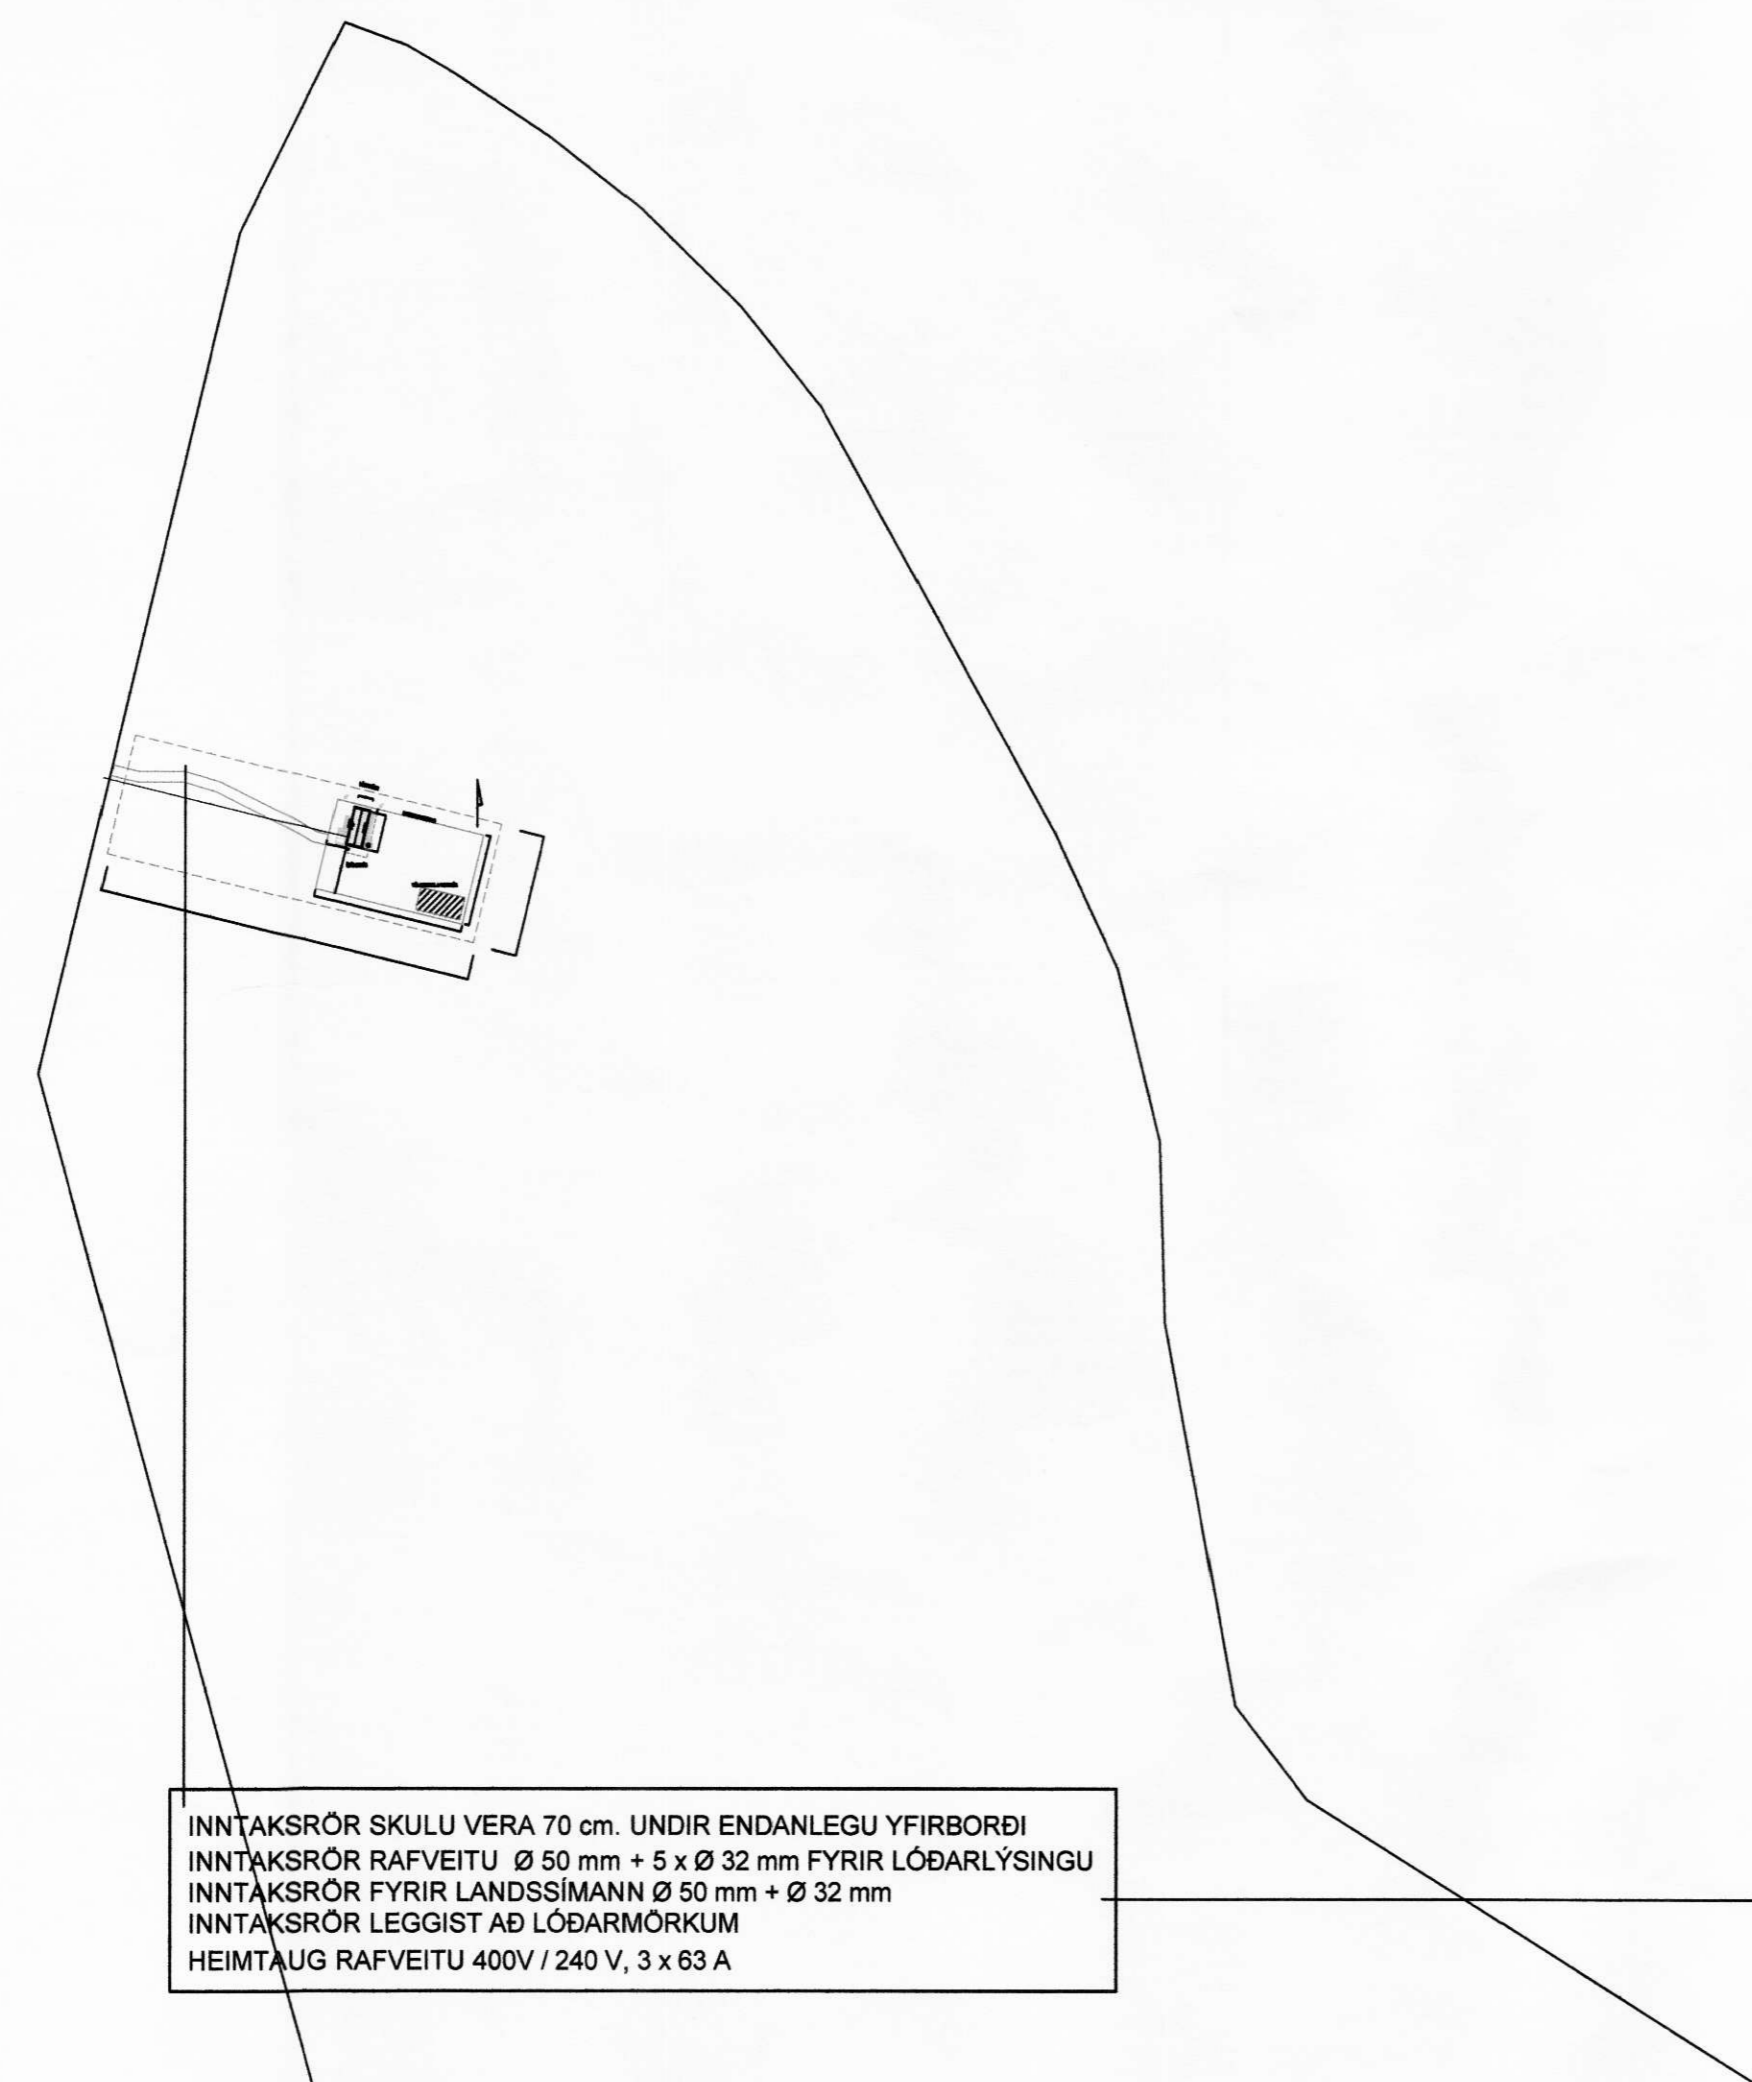 INNTAKSRÖR SKULU VERA 70 cm. UNDIR ENDANLEGU YFIRBORÐI
INNTAKSRÖR RAFVEITU Ø 50 mm + 5 x Ø 32 mm FYRIR LÓÐARLÝSINGU
INNTAKSRÖR FYRIR LANDSSÍMANN Ø 50 mm + Ø 32 mm
INNTAKSRÖR LEGGIST AÐ LÓÐARMÖRKUM
HEIMTAUG RAFVEITU 400V / 240 V, 3 x 63 A